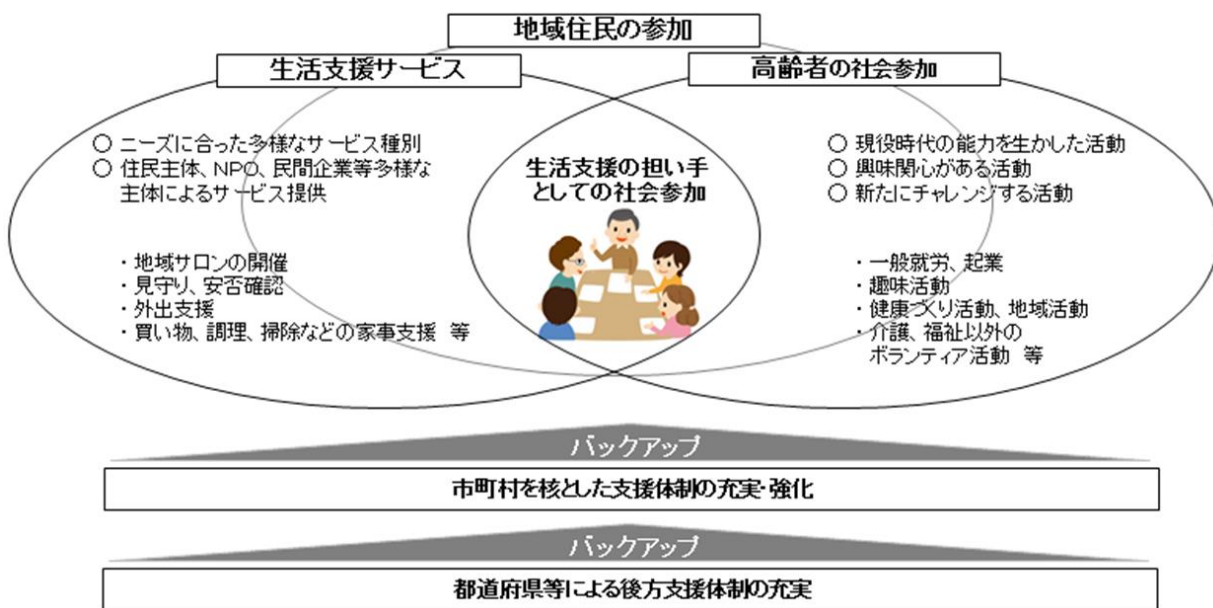 地域住民の参加
生活支援サービス
高齢者の社会参加
○ ニーズに合った多様なサービス種別
○ 住民主体、NPO、民間企業等多様な
主体によるサービス提供
・地域サロンの開催
・見守り、安否確認
・外出支援
・買い物、調理、掃除などの家事支援 等
生活支援の担い手
としての社会参加
○ 現役時代の能力を生かした活動
○ 興味関心がある活動
○ 新たにチャレンジする活動
・一般就労、起業
・趣味活動
・健康づくり活動、地域活動
・介護、福祉以外の
ボランティア活動 等
バックアップ
市町村を核とした支援体制の充実・強化
バックアップ
都道府県等による後方支援体制の充実